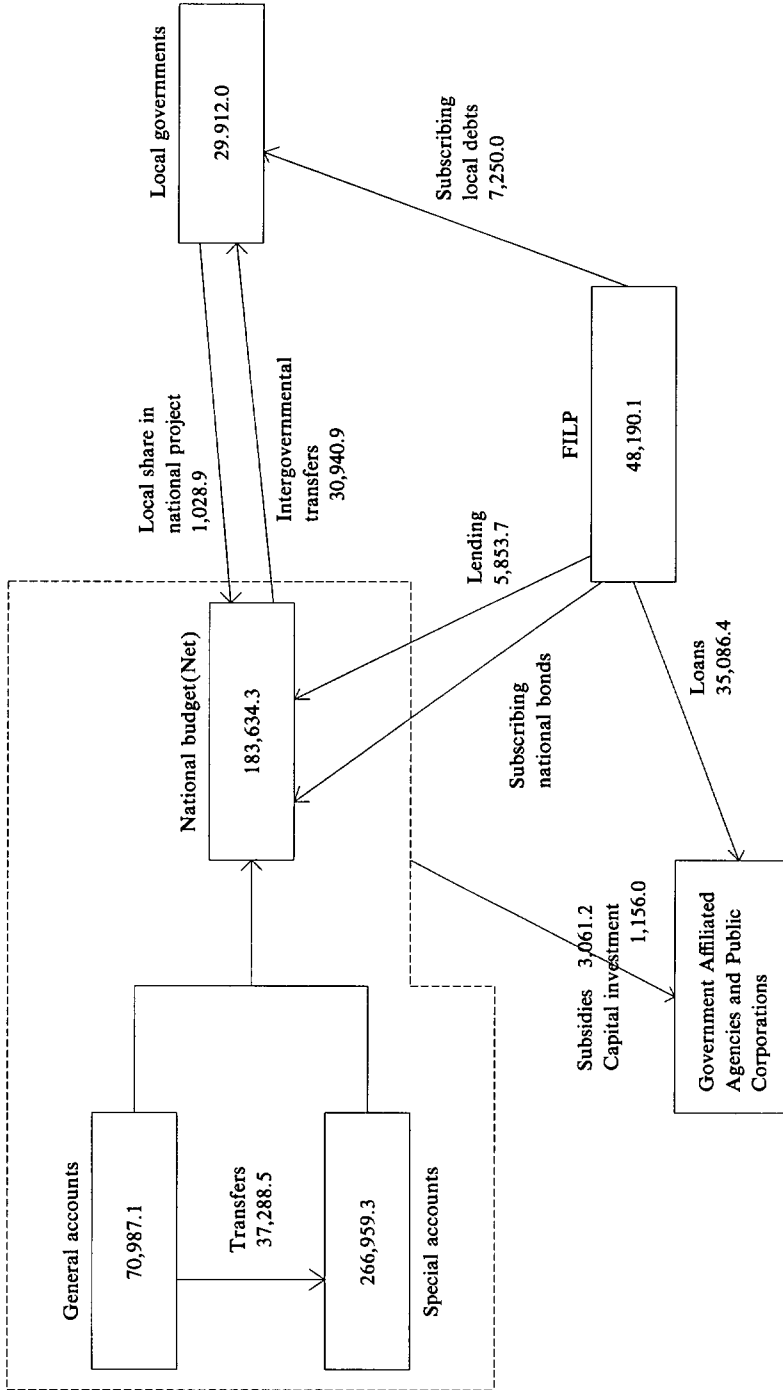 General accounts
70,987.1
Transfers
37,288.5
266,959.3
Special accounts
National budget(Net)
183,634.3
Local share in
national project
1,028.9
Intergovernmental
transfers
30,940.9
Local governments
29.912.0
Subsidies 3,061.2
Capital investment
1,156.0
Government Affiliated
Agencies and Public
Corporations
Subscribing
national bonds
Lending
5,853.7
Loans
35,086.4
FILP
48,190.1
Subscribing
local debts
7,250.0